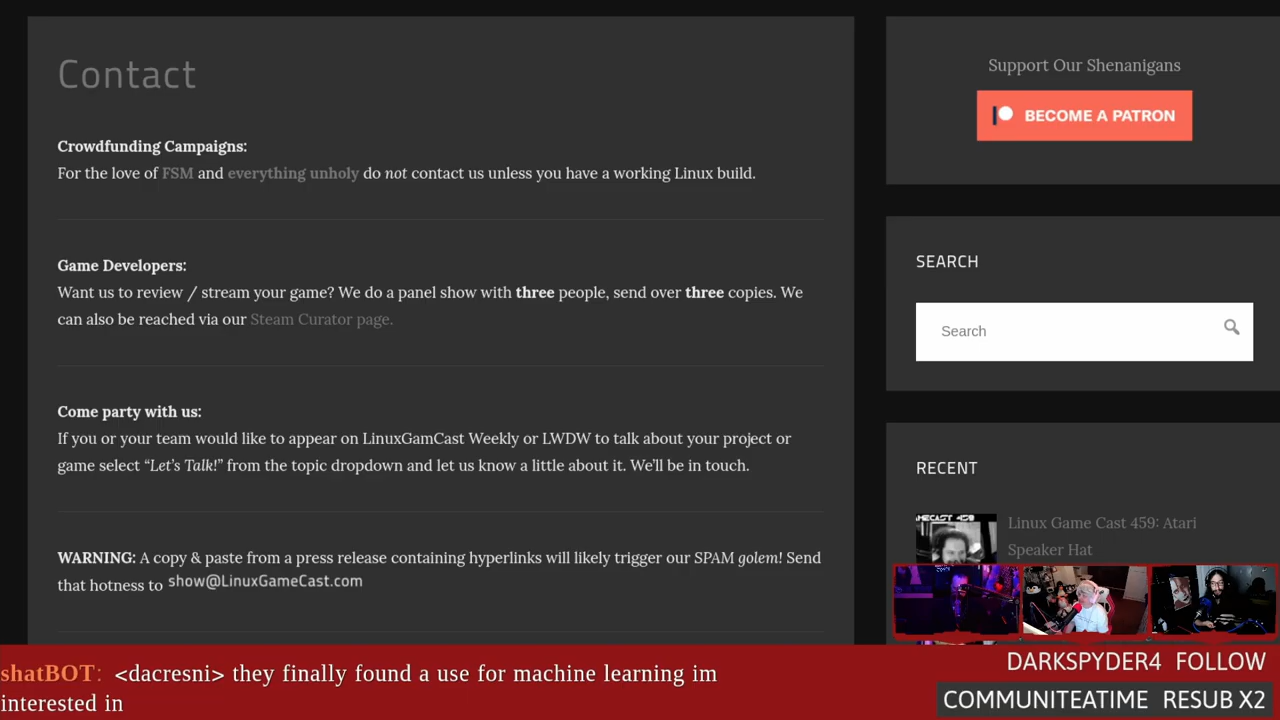 Contact
Crowdfunding Campaigns:
For the love of FSM and everything unholy do not contact us unless you have a working Linux build.
Game Developers:
Want us to review / stream your game? We do a panel show with three people, send over three copies. We
can also be reached via our Steam Curator page.
Come party with us:
If you or your team would like to appear on LinuxGamCast Weekly or LWDW to talk about your project or
game select “Let’s Talk!” from the topic dropdown and let us know a little about it. We’ll be in touch.
WARNING: A copy & paste from a press release containing hyperlinks will likely trigger our SPAM golem! Send
that hotness to show@LinuxGameCast.com
Support Our Shenanigans
BECOME A PATRON
SEARCH
Search
RECENT
Linux Game Cast 459: Atari
Speaker Hat
shatBOT: <dacresni> they finally found a use for machine learning im
interested in
DARKSPYDER4 FOLLOW
COMMUNITEATIME RESUB X2